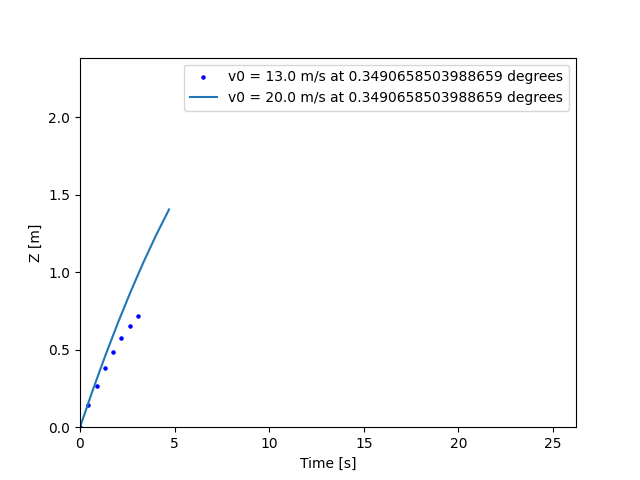 v0 = 13.0 m/s at 0.3490658503988659 degrees
v0 = 20.0 m/s at 0.3490658503988659 degrees
2.0
1.5
1.0
0.5
0.0
Z [m]
0 5 10 15 20 25
Time [s]